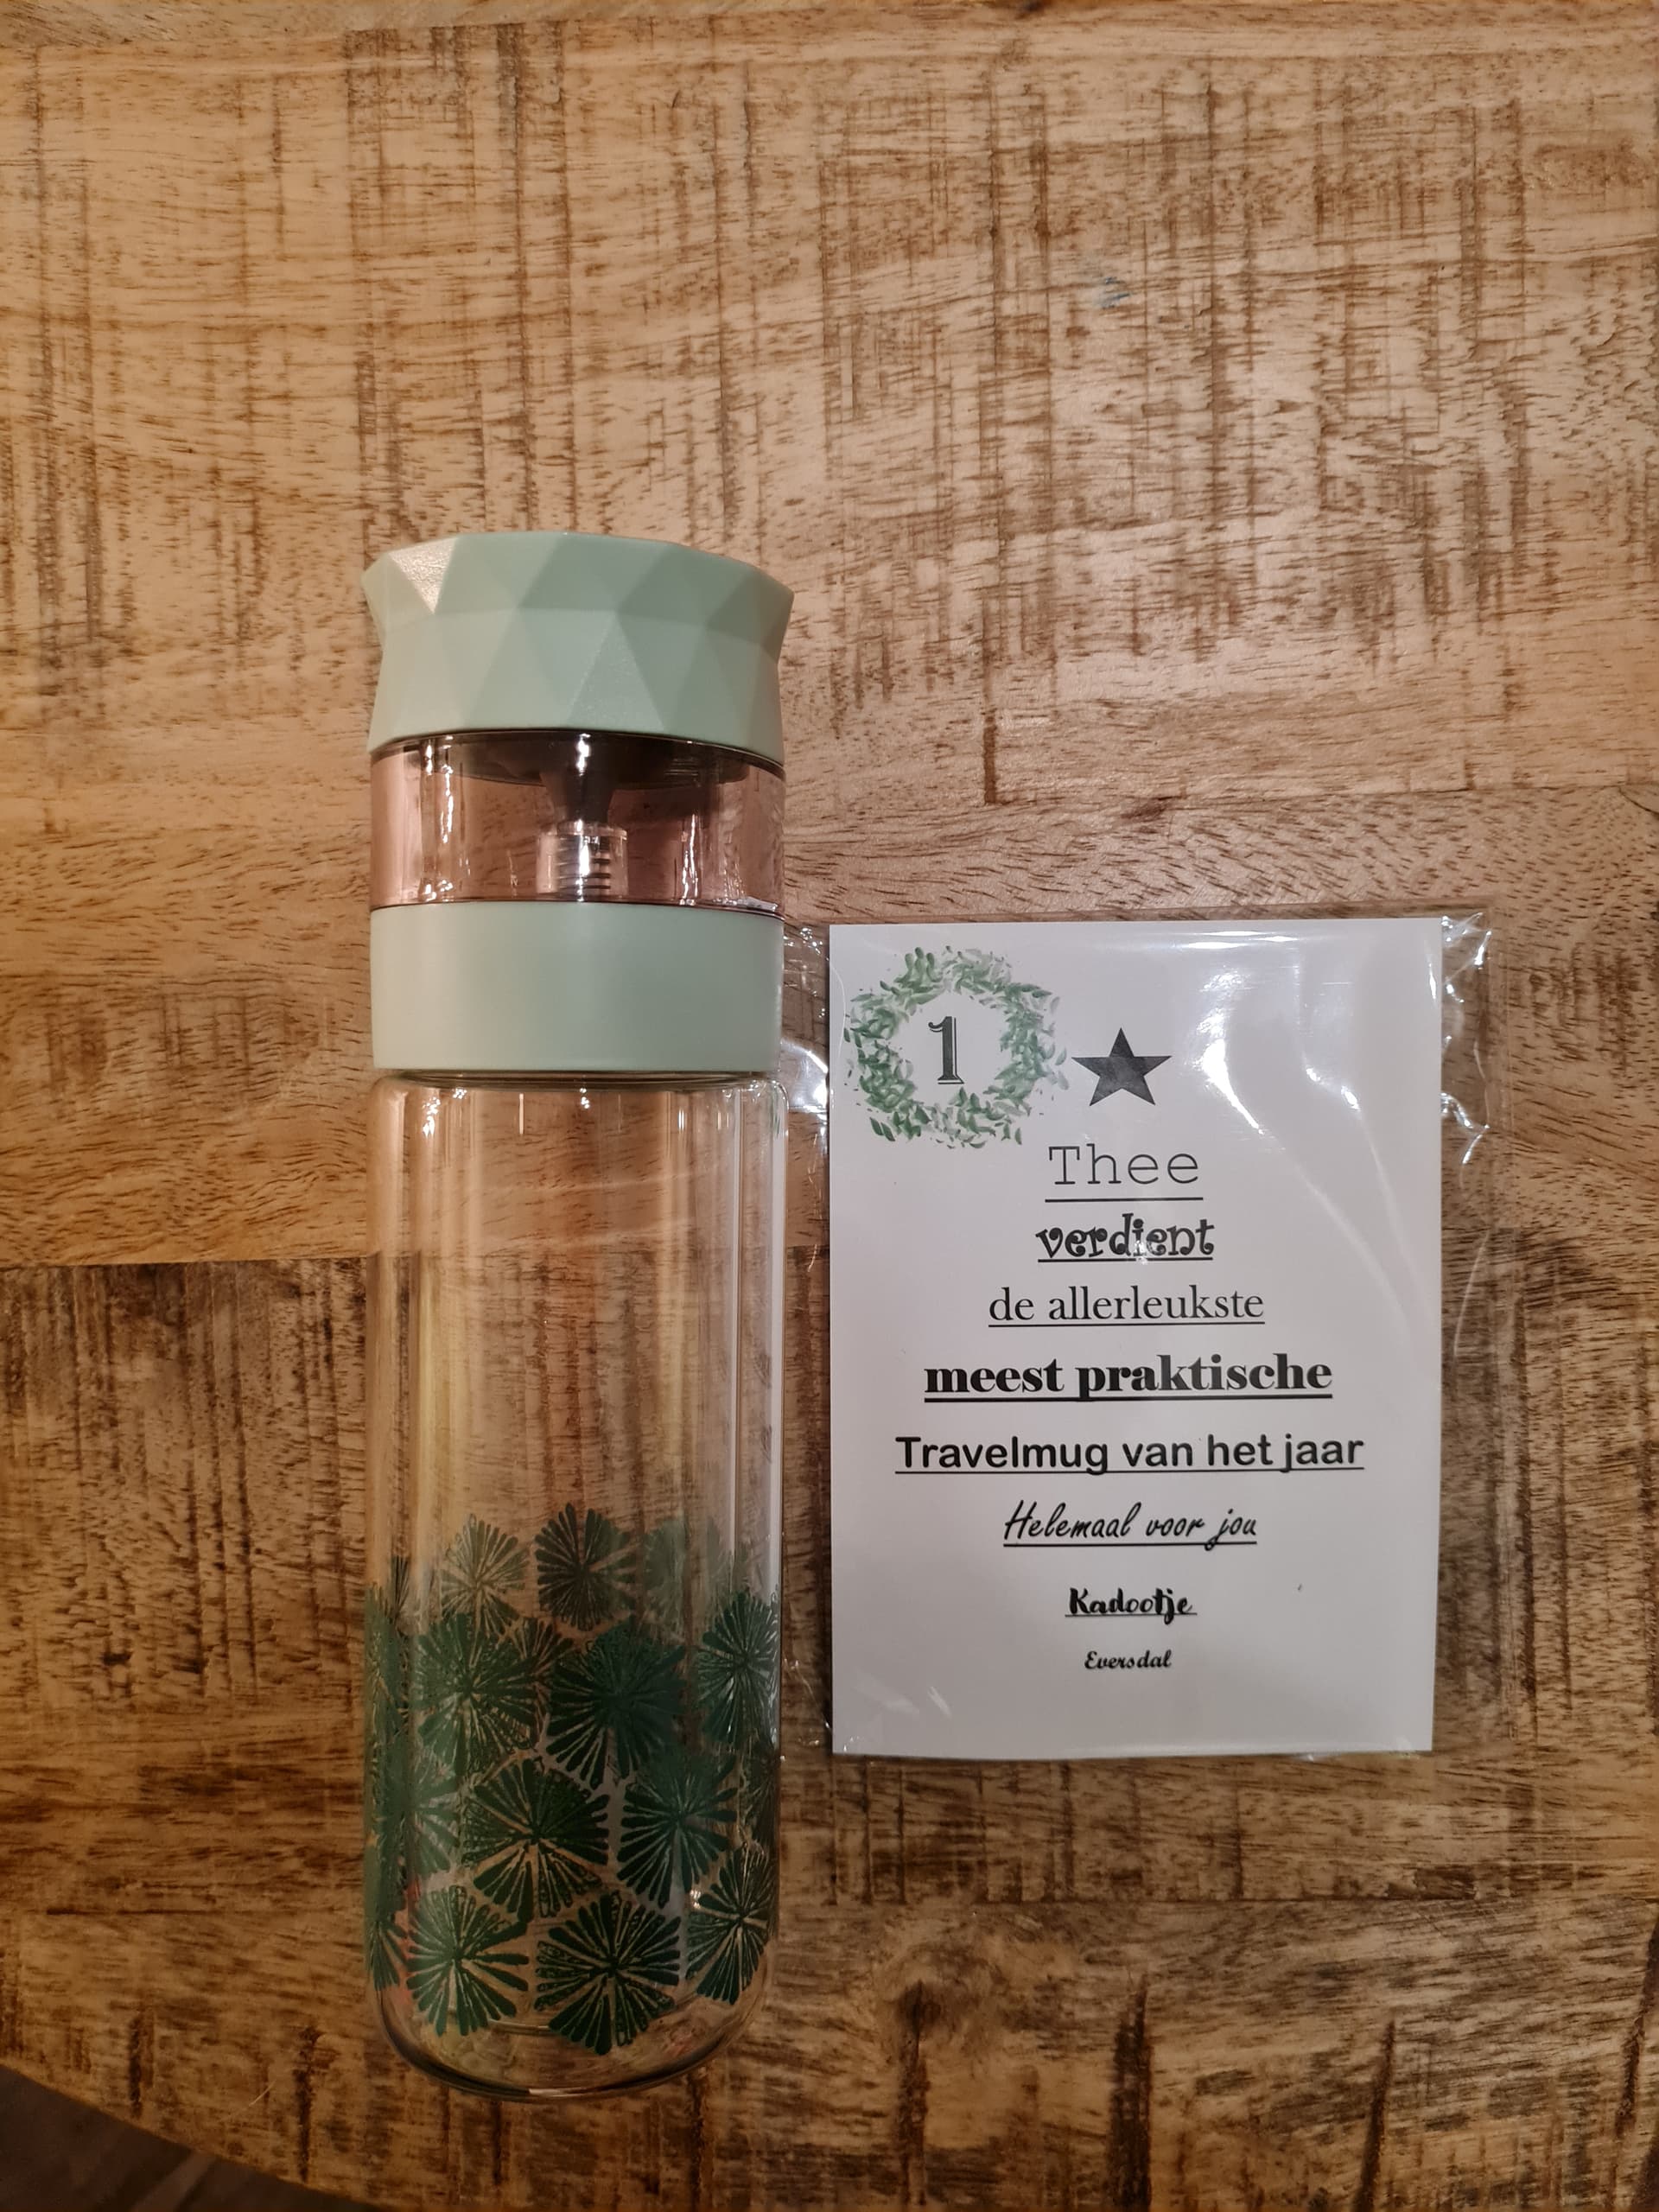 1
Thee
verdient
de allerleukste
meest praktische
Travelmug van het jaar
Helemaal voor jou
Kadootje
Eversdal